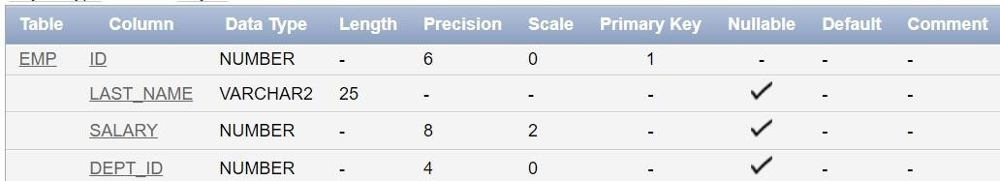 Table Column Data Type Length Precision Scale Primary Key Nullable Default Comment
EMP ID NUMBER - 6 0 1 - - -
LAST_NAME VARCHAR2 25 - - - ✓ - -
SALARY NUMBER - 8 2 - ✓ - -
DEPT_ID NUMBER - 4 0 - ✓ - -